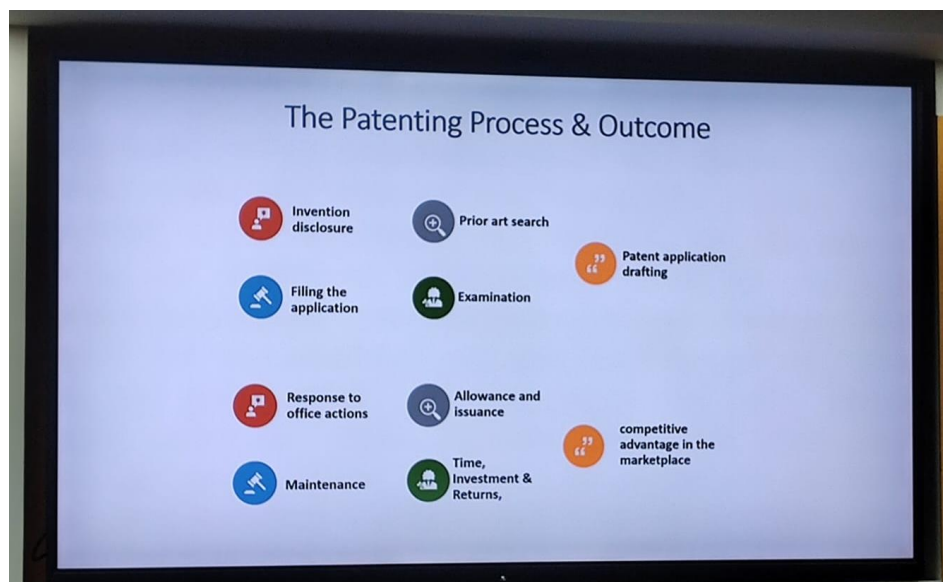 The Patenting Process & Outcome
Invention
disclosure
Prior art search
Patent application
drafting
Filing the
application
Examination
Response to
office actions
Allowance and
issuance
competitive
advantage in the
marketplace
Maintenance
Time,
Investment &
Returns,